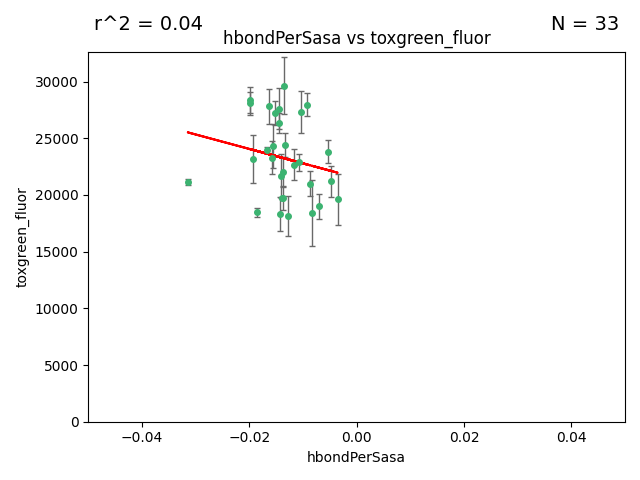 r^2 = 0.04
N = 33
hbondPerSasa vs toxgreen_fluor
30000
25000
20000
15000
10000
5000
0
toxgreen_fluor
−0.04
−0.02
0.00
0.02
0.04
hbondPerSasa